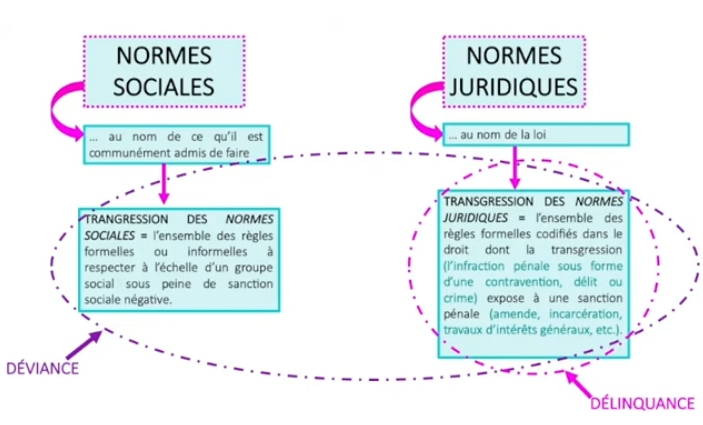 NORMES
SOCIALES
… au nom de ce qu'il est
communément admis de faire
TRANGRESSION DES NORMES
SOCIALES = l'ensemble des règles
formelles ou informelles à
respecter à l'échelle d'un groupe
social sous peine de sanction
sociale négative.
DÉVIANCE
NORMES
JURIDIQUES
… au nom de la loi
TRANSGRESSION DES NORMES
JURIDIQUES = l'ensemble des
règles formelles codifiés dans le
droit dont la transgression
(l'infraction pénale sous forme
d'une contravention, délit ou
crime) expose à une sanction
pénale (amende, incarcération,
travaux d'intérêts généraux, etc.).
DÉLINQUANCE